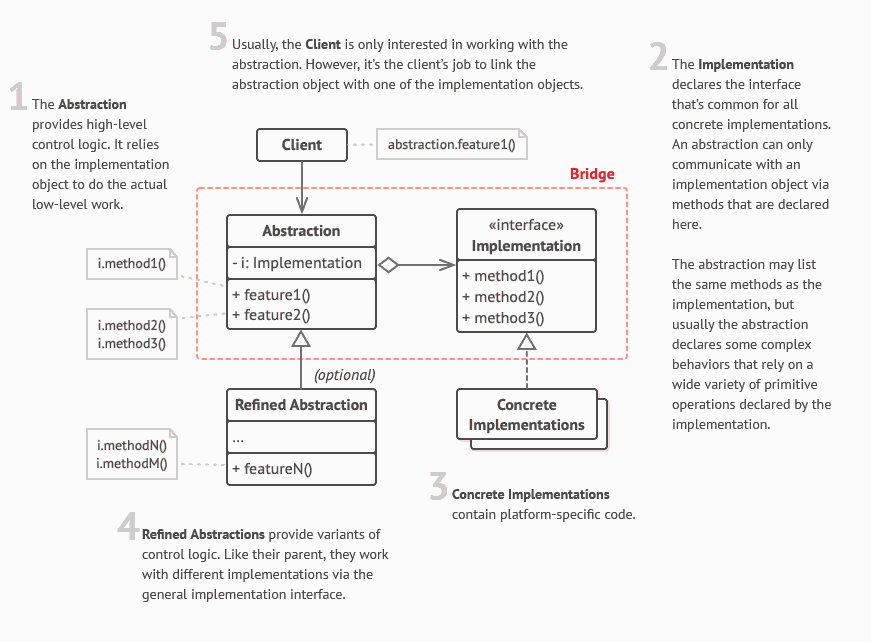 5
Usually, the Client is only interested in working with the
abstraction. However, it's the client's job to link the
abstraction object with one of the implementation objects.
1
The Abstraction
provides high-level
control logic. It relies
on the implementation
object to do the actual
low-level work.
2
The Implementation
declares the interface
that's common for all
concrete implementations.
An abstraction can only
communicate with an
implementation object via
methods that are declared
here.
The abstraction may list
the same methods as the
implementation, but
usually the abstraction
declares some complex
behaviors that rely on a
wide variety of primitive
operations declared by the
implementation.
Client
abstraction.feature1()
Bridge
Abstraction
- i: Implementation
+ feature1()
+ feature2()
«interface»
Implementation
+ method1()
+ method2()
+ method3()
i.method1()
i.method2()
i.method3()
(optional)
Refined Abstraction
...
+ featureN()
Concrete
Implementations
i.methodN()
i.methodM()
3
Concrete Implementations
contain platform-specific code.
4
Refined Abstractions provide variants of
control logic. Like their parent, they work
with different implementations via the
general implementation interface.